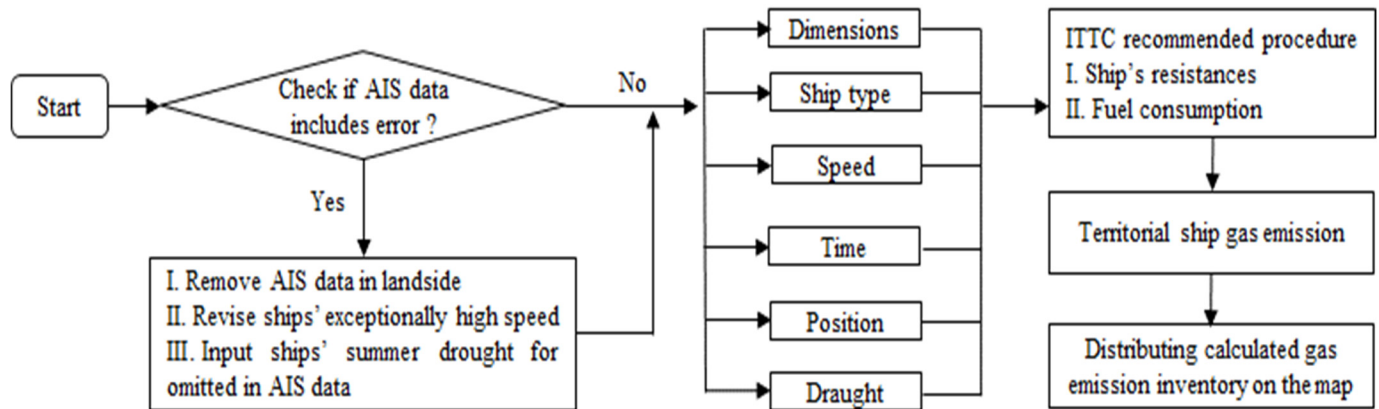 Start
Check if AIS data
includes error ?
No
Yes
I. Remove AIS data in landside
II. Revise ships' exceptionally high speed
III. Input ships' summer drought for
omitted in AIS data
Dimensions
Ship type
Speed
Time
Position
Draught
ITTC recommended procedure
I. Ship's resistances
II. Fuel consumption
Territorial ship gas emission
Distributing calculated gas
emission inventory on the map